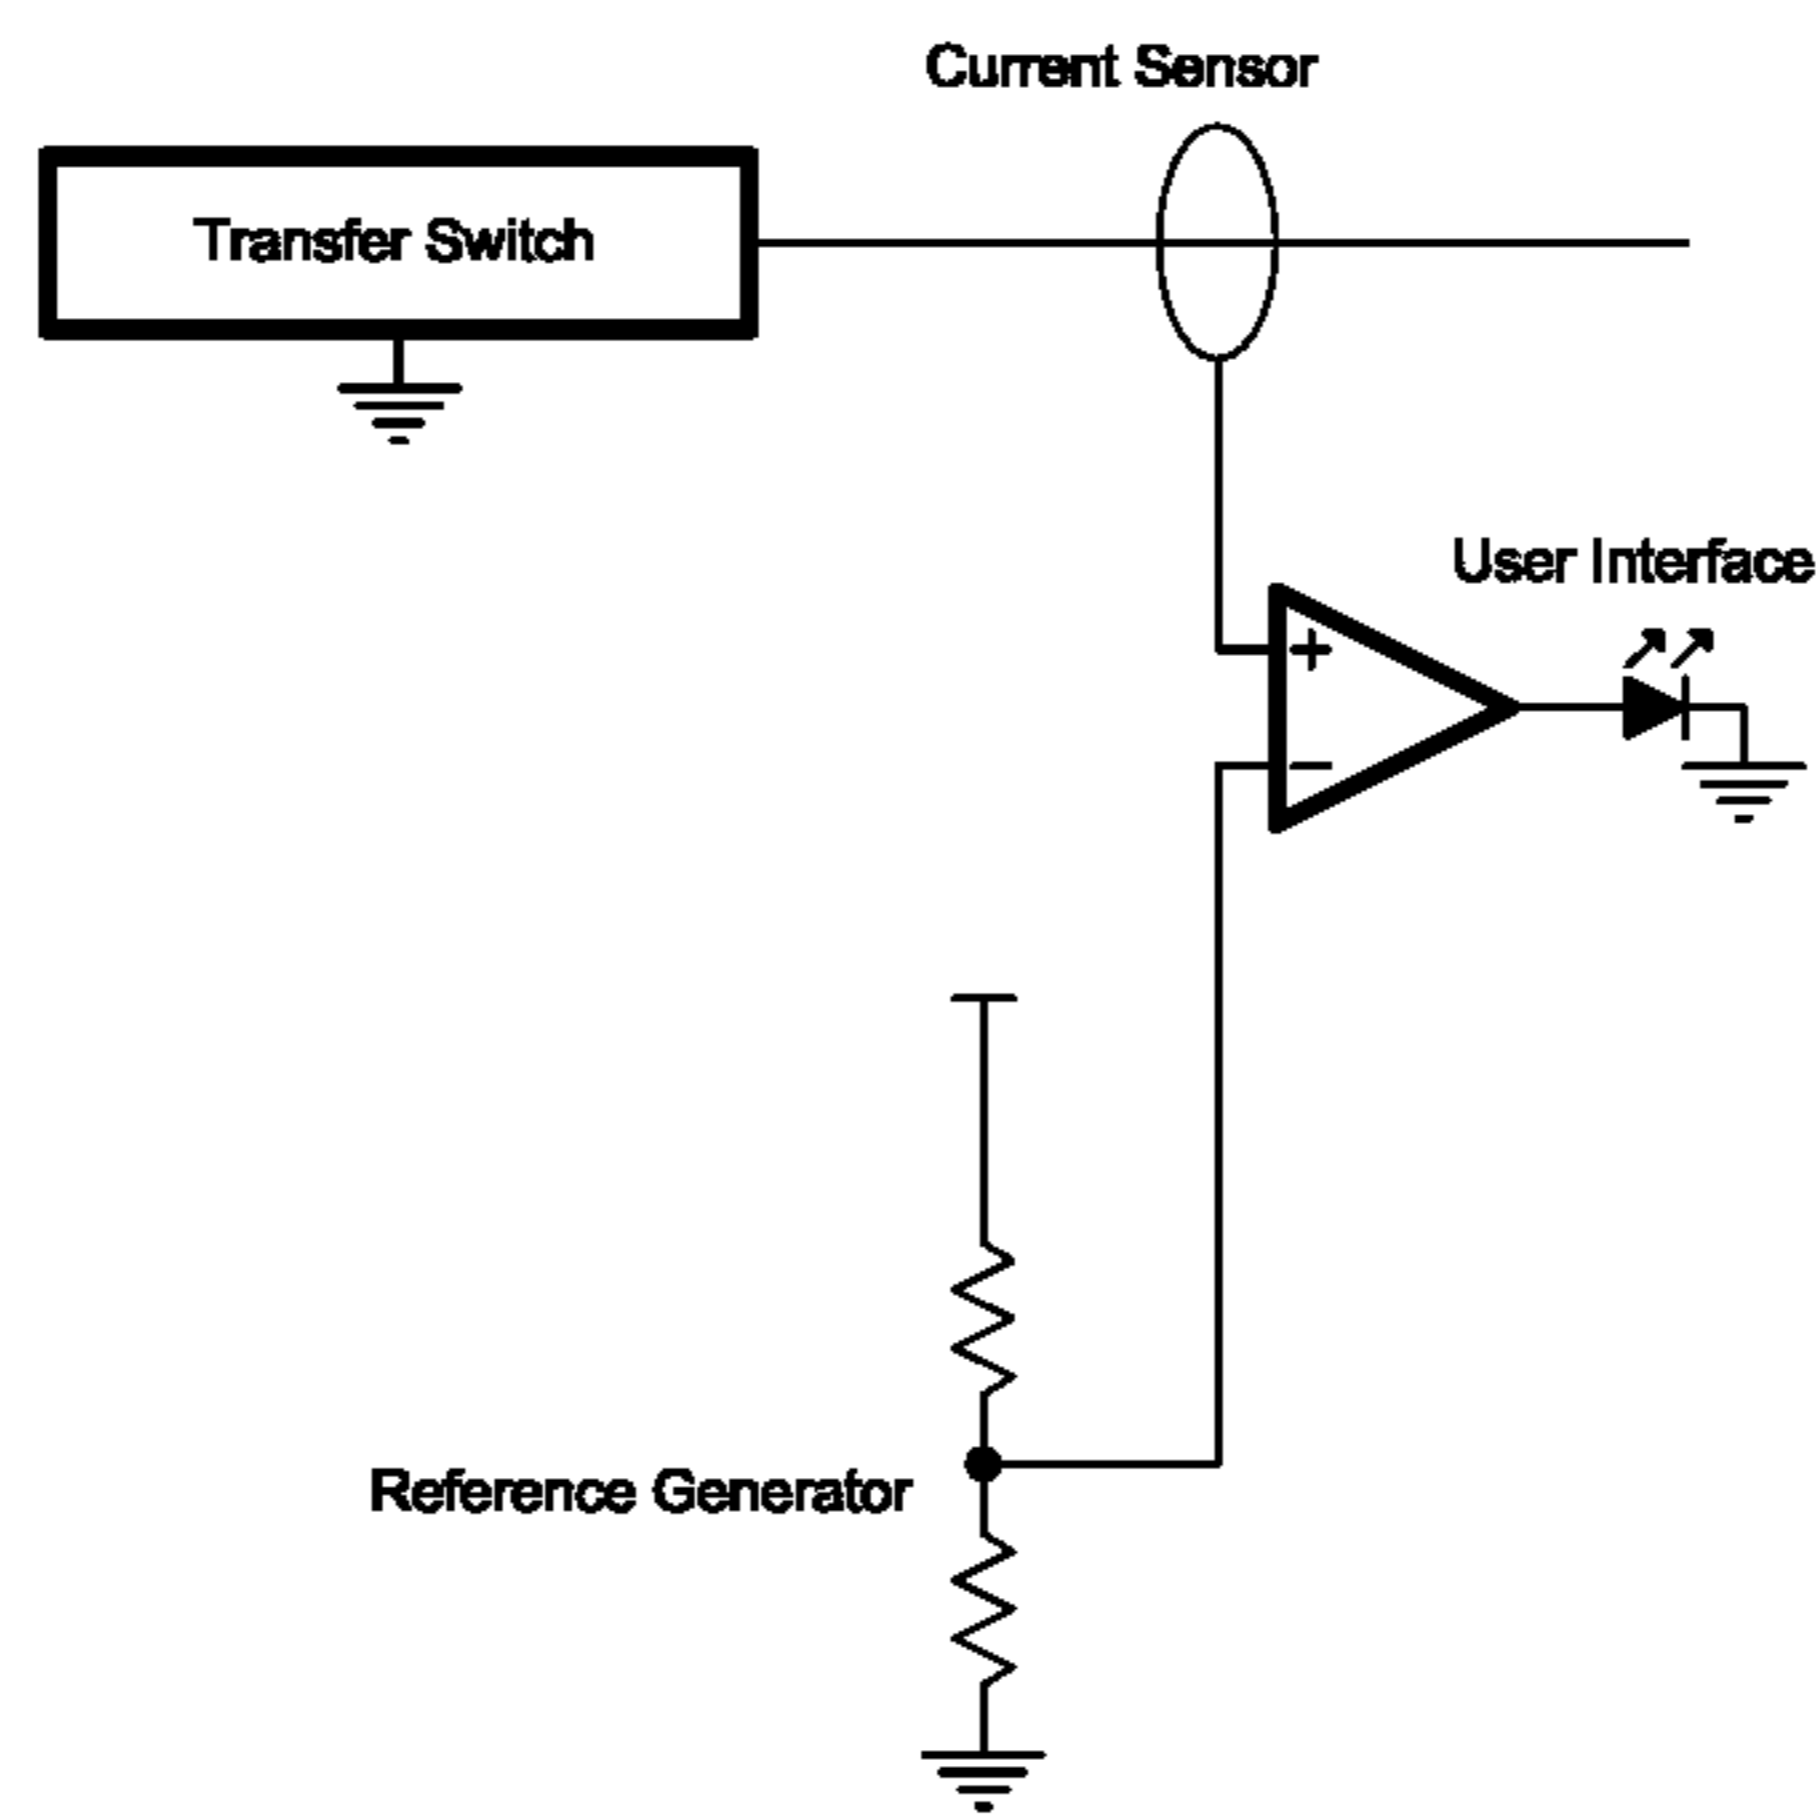 Current Sensor
Transfer Switch
User Interface
+
−
Reference Generator